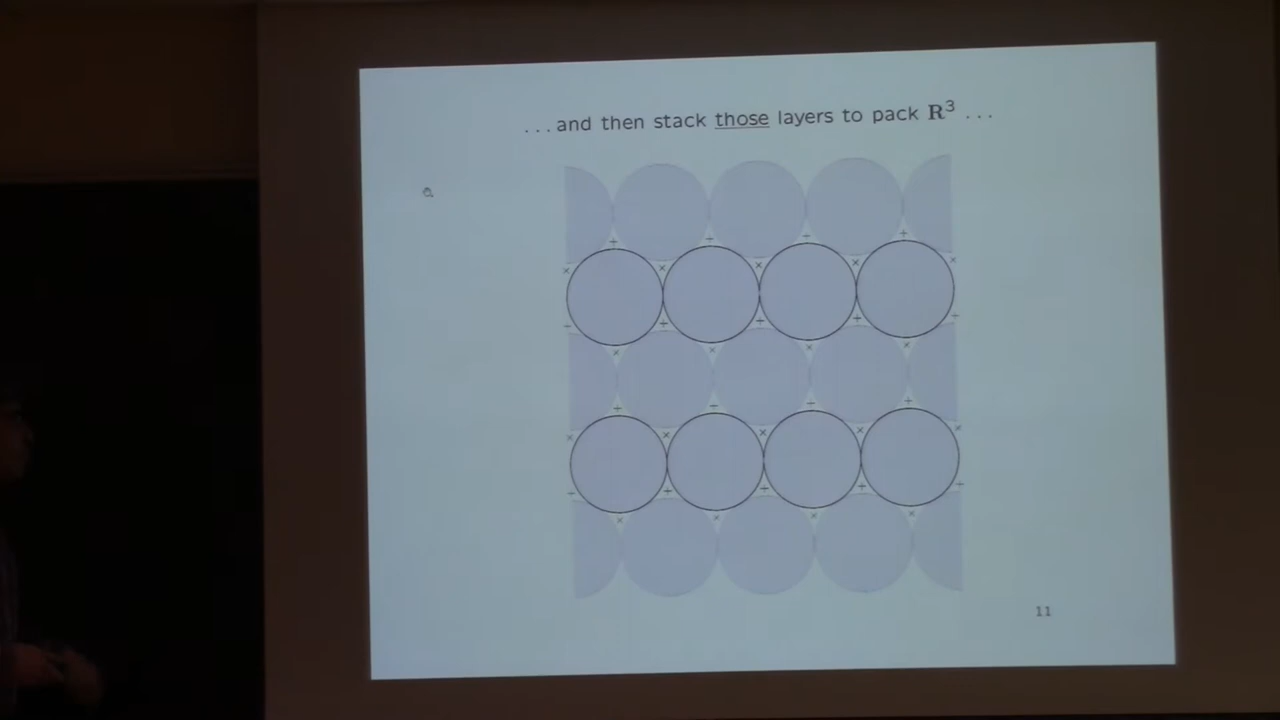 ...and then stack those layers to pack R³ ...
11